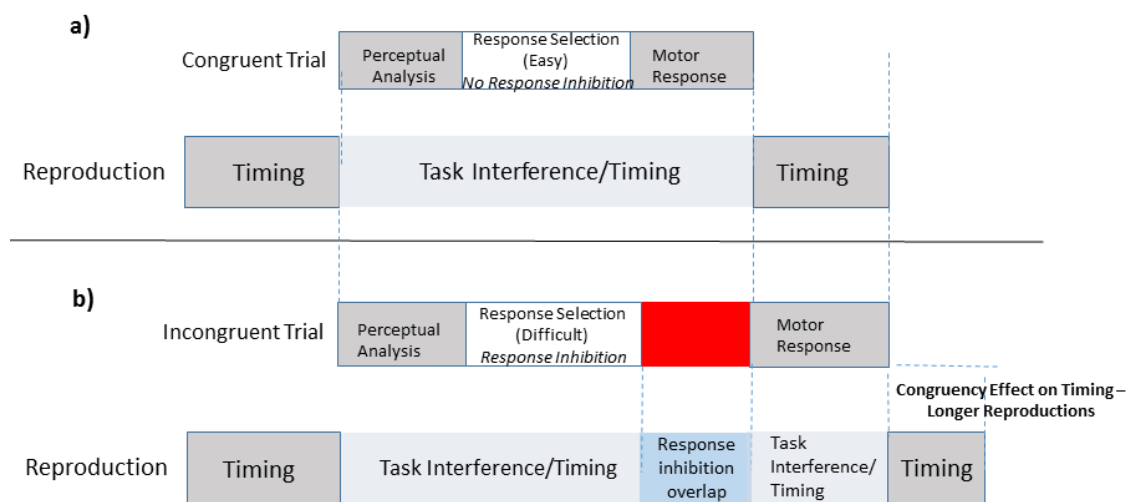 a)
Congruent Trial
Perceptual
Analysis
Response Selection
(Easy)
No Response Inhibition
Motor
Response
Reproduction
Timing
Task Interference/Timing
Timing
b)
Incongruent Trial
Perceptual
Analysis
Response Selection
(Difficult)
Response Inhibition
Motor
Response
Congruency Effect on Timing –
Longer Reproductions
Reproduction
Timing
Task Interference/Timing
Response
inhibition
overlap
Task
Interference/
Timing
Timing